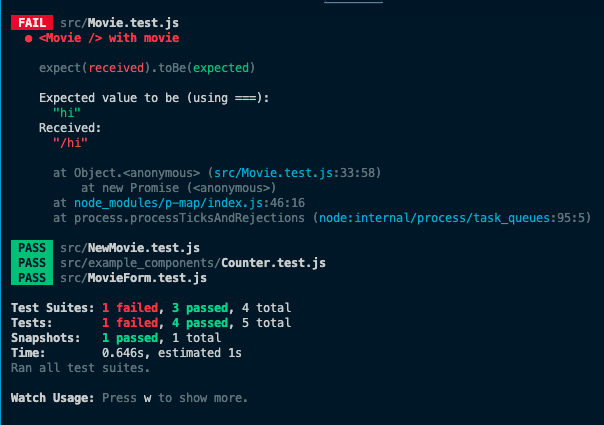 FAIL src/Movie.test.js
● <Movie /> with movie
expect(received).toBe(expected)
Expected value to be (using ===):
"hi"
Received:
"/hi"
at Object.<anonymous> (src/Movie.test.js:33:58)
at new Promise (<anonymous>)
at node_modules/p-map/index.js:46:16
at process.processTicksAndRejections (node:internal/process/task_queues:95:5)
PASS src/NewMovie.test.js
PASS src/example_components/Counter.test.js
PASS src/MovieForm.test.js
Test Suites: 1 failed, 3 passed, 4 total
Tests: 1 failed, 4 passed, 5 total
Snapshots: 1 passed, 1 total
Time: 0.646s, estimated 1s
Ran all test suites.
Watch Usage: Press w to show more.